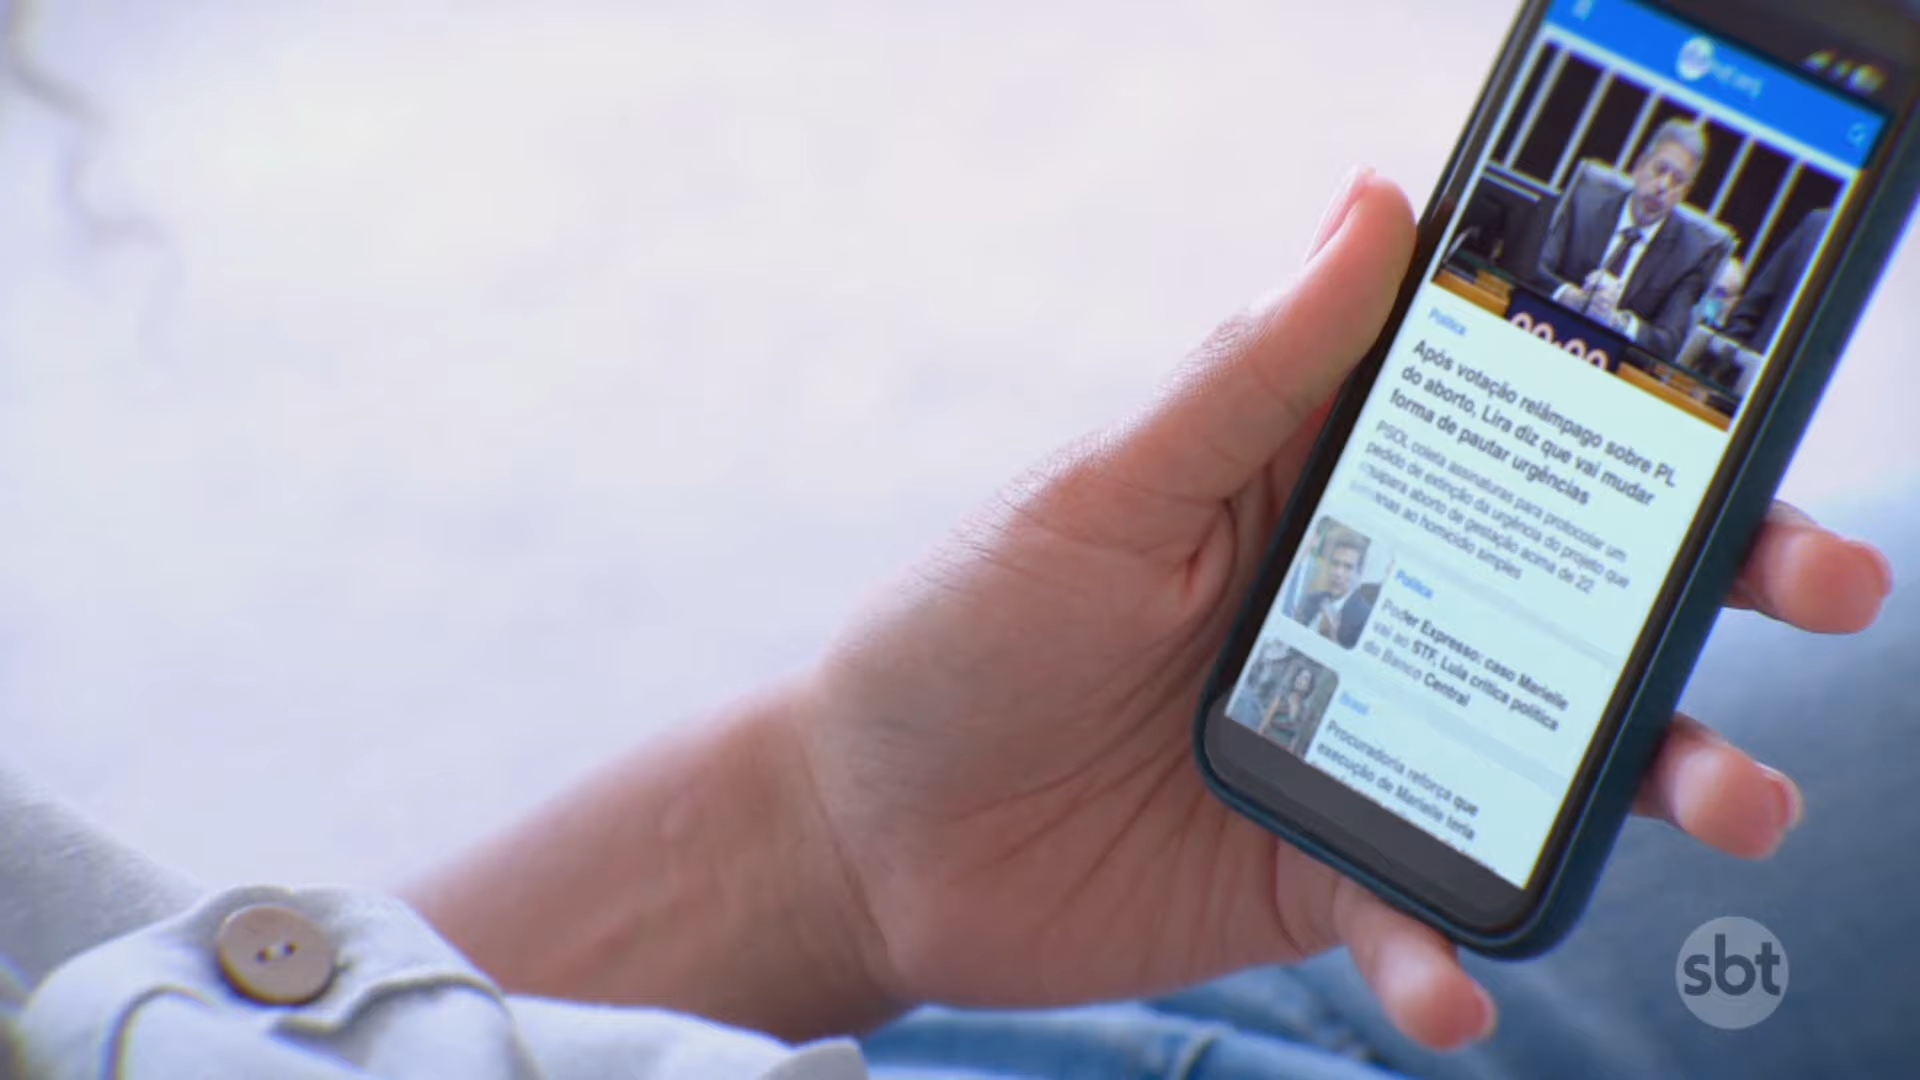 news
00:00
Política
Após votação relâmpago sobre PL
do aborto, Lira diz que vai mudar
forma de pautar urgências
PSOL coleta assinaturas para protocolar um
pedido de extinção da urgência do projeto que
equipara aborto de gestação acima de 22
ao homicídio simples
Política
Poder Expresso: caso Marielle
vai ao STF, Lula critica política
do Banco Central
Brasil
Procuradoria reforça que
execução de Marielle teria
sbt